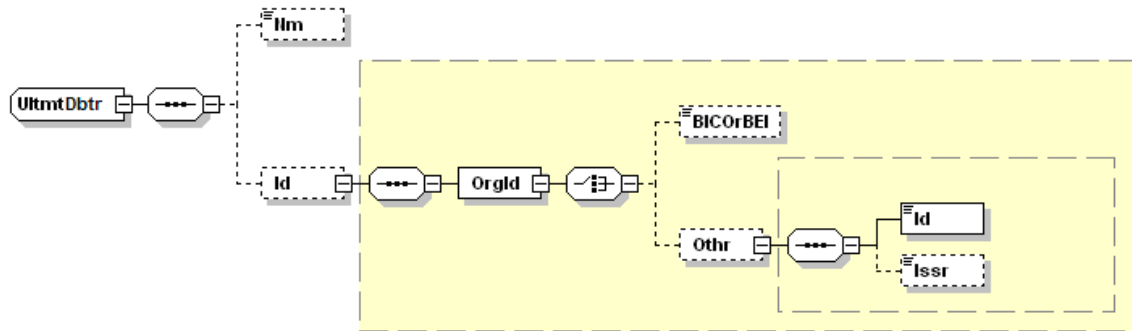 Nm
UltmtDbtr
BICOrBEI
Id
OrgId
Id
Othr
Issr